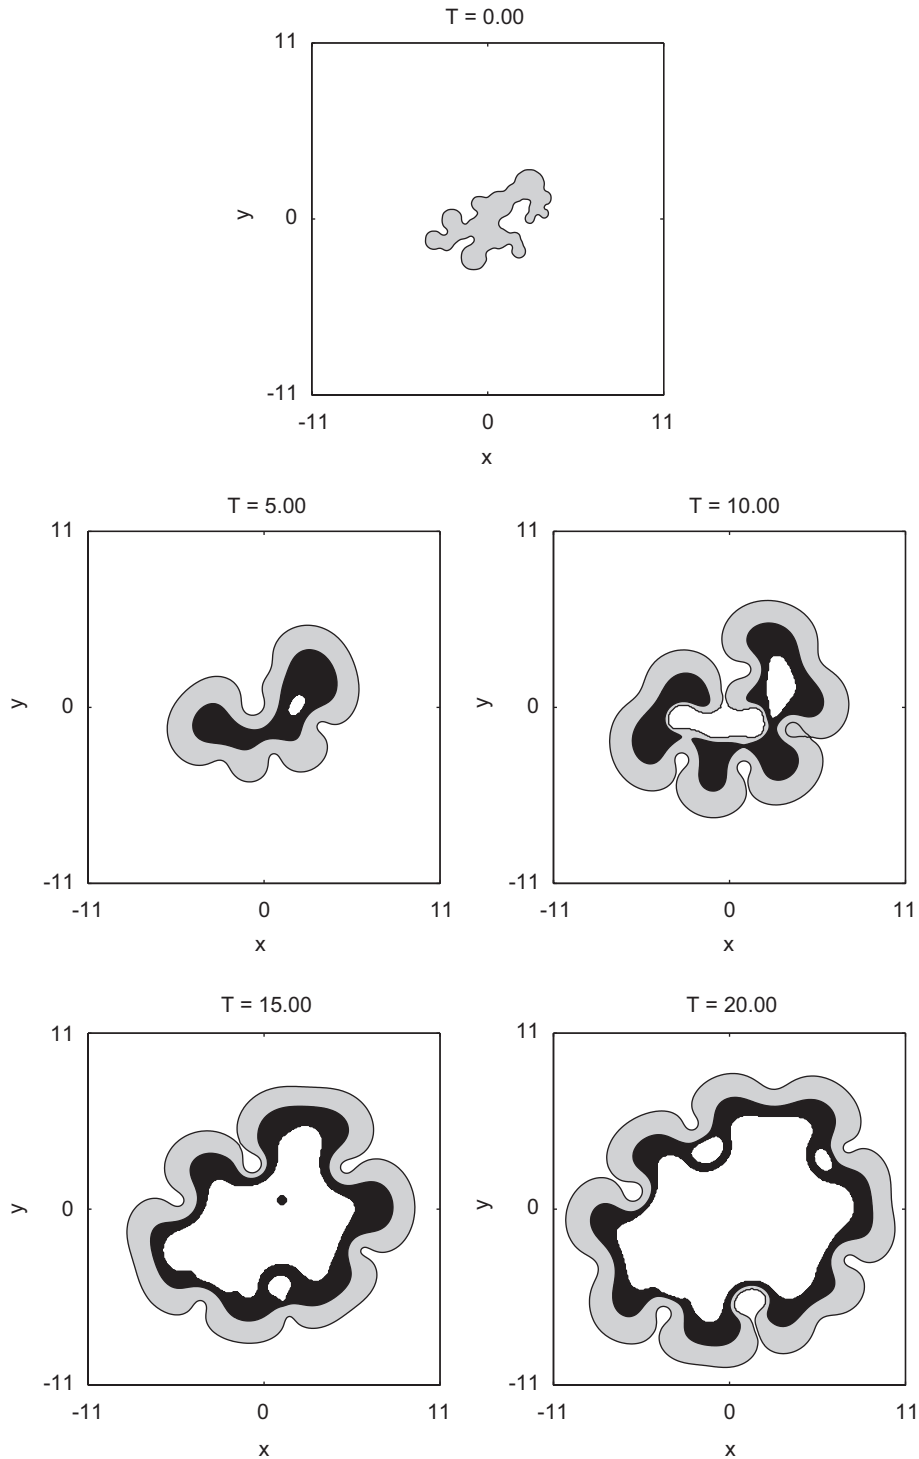 T = 0.00
11
y
0
-11
-11 0 11
x
T = 5.00 T = 10.00
11 11
y 0 y 0
-11 -11
-11 0 11 -11 0 11
x x
T = 15.00 T = 20.00
11 11
y 0 y 0
-11 -11
-11 0 11 -11 0 11
x x